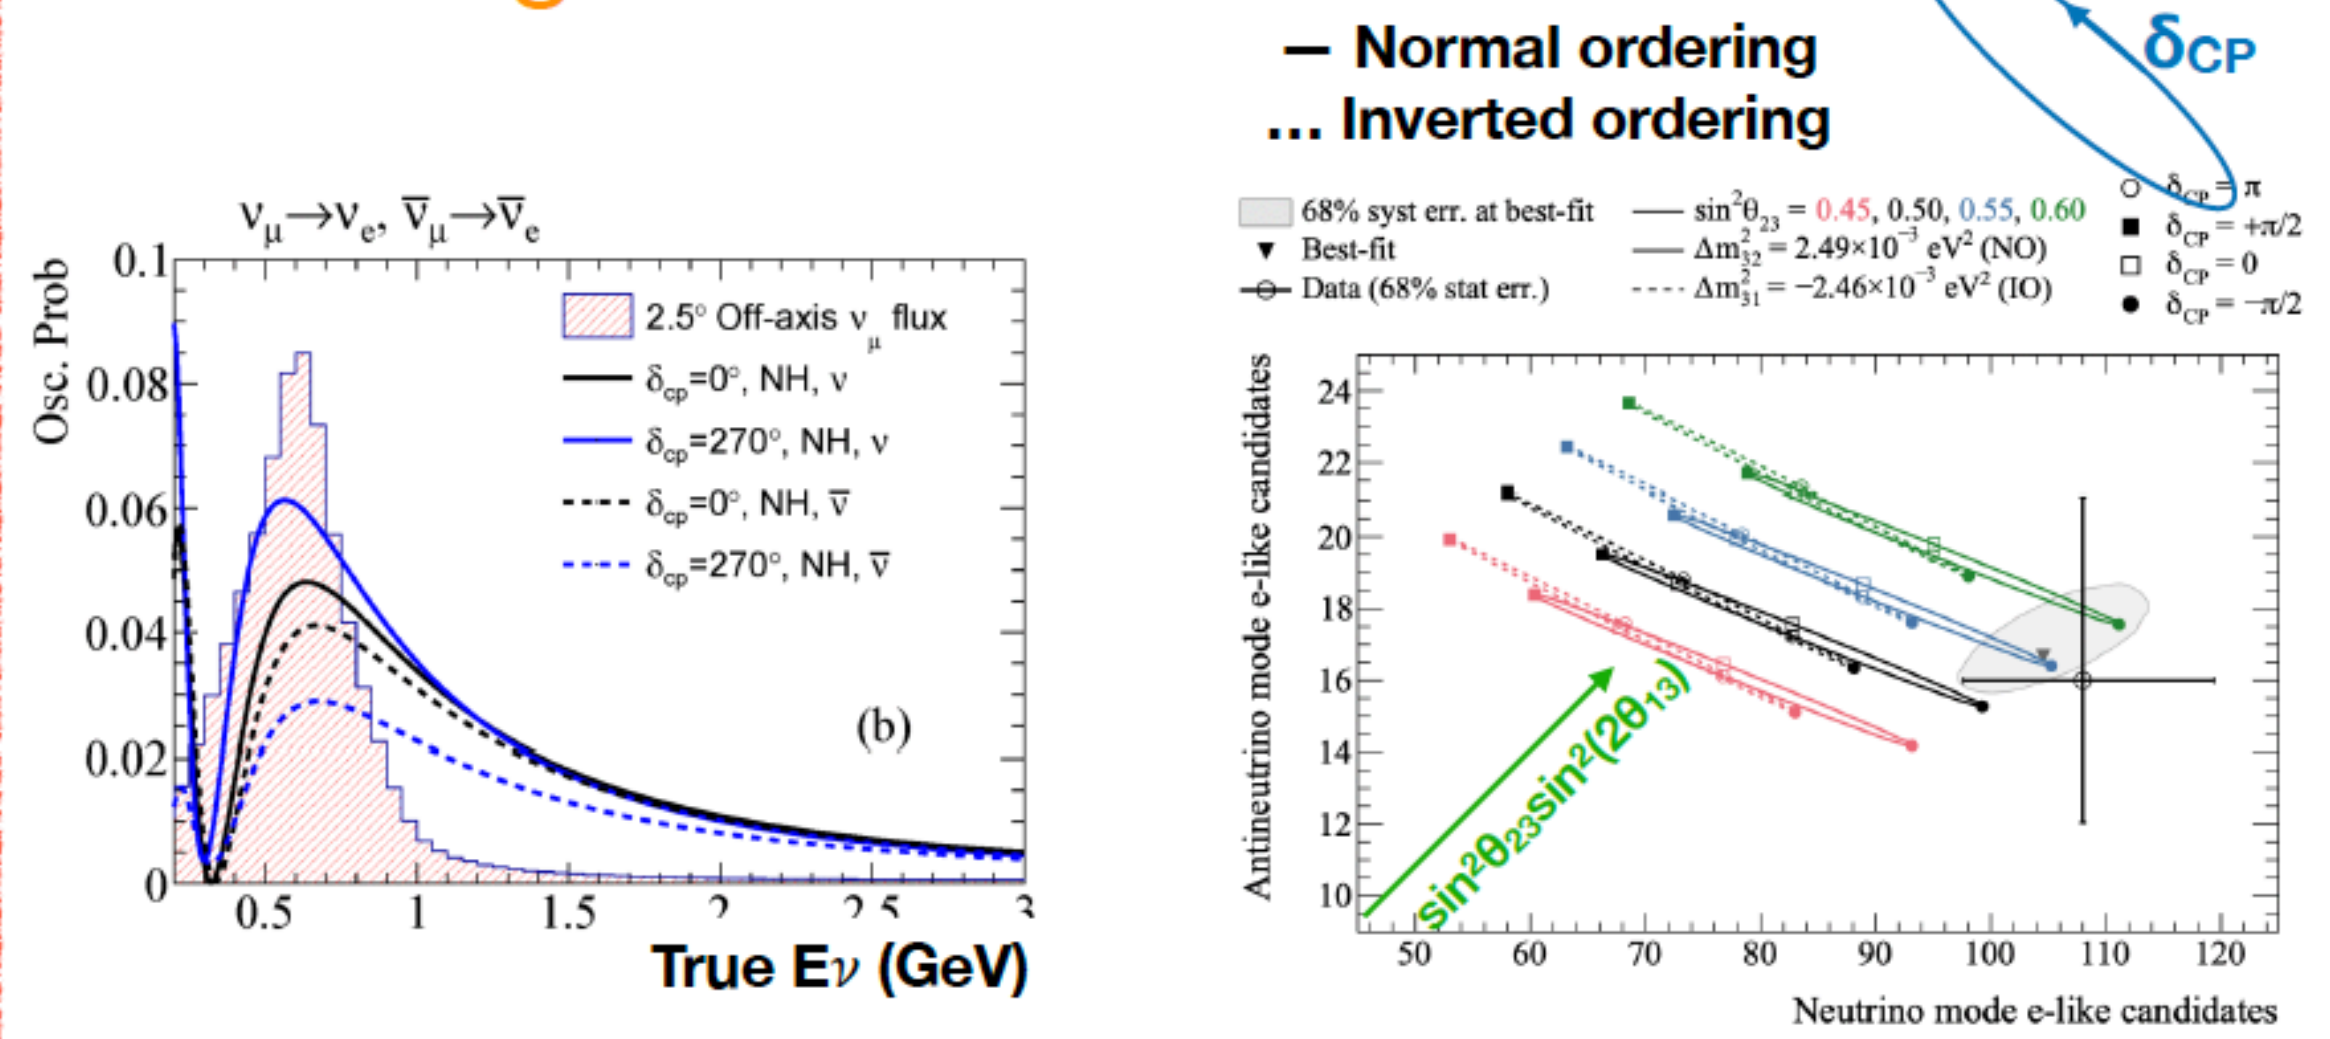 — Normal ordering
... Inverted ordering
δCP
νμ→νe, ν̅μ→ν̅e
Osc. Prob
0.1
0.08
0.06
0.04
0.02
0
2.5° Off-axis νμ flux
δcp=0°, NH, ν
δcp=270°, NH, ν
δcp=0°, NH, ν̅
δcp=270°, NH, ν̅
(b)
0.5 1 1.5 2 2.5 3
True Eν (GeV)
68% syst err. at best-fit
Best-fit
Data (68% stat err.)
sin²θ23 = 0.45, 0.50, 0.55, 0.60
Δm²32 = 2.49×10⁻³ eV² (NO)
Δm²31 = −2.46×10⁻³ eV² (IO)
δCP = π
δCP = +π/2
δCP = 0
δCP = −π/2
Antineutrino mode e-like candidates
24
22
20
18
16
14
12
10
sin²θ23sin²(2θ13)
50 60 70 80 90 100 110 120
Neutrino mode e-like candidates